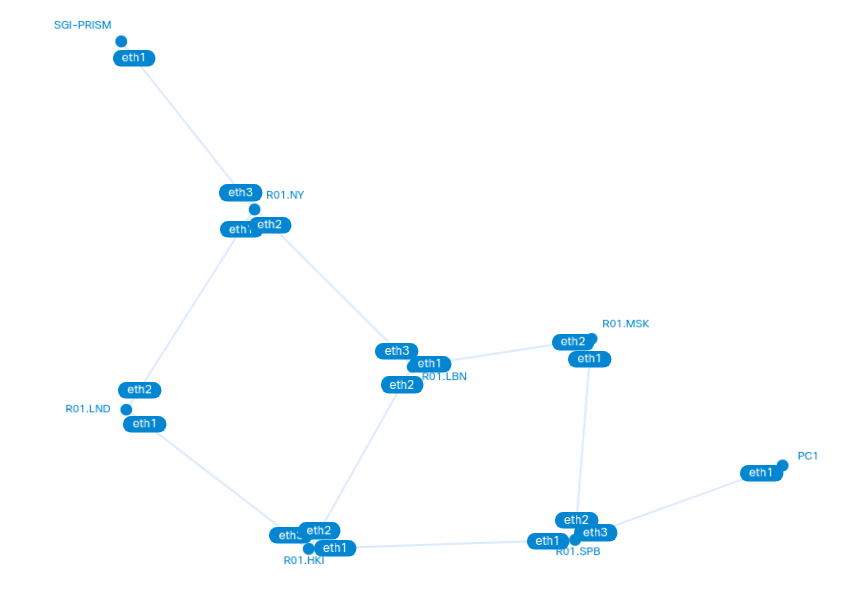 SGI-PRISM
eth1
eth3
R01.NY
eth1
eth2
R01.MSK
eth2
eth1
eth3
eth1
R01.LBN
eth2
eth2
R01.LND
eth1
PC1
eth1
eth2
eth3
eth1
R01.SPB
eth2
eth1
R01.HKI